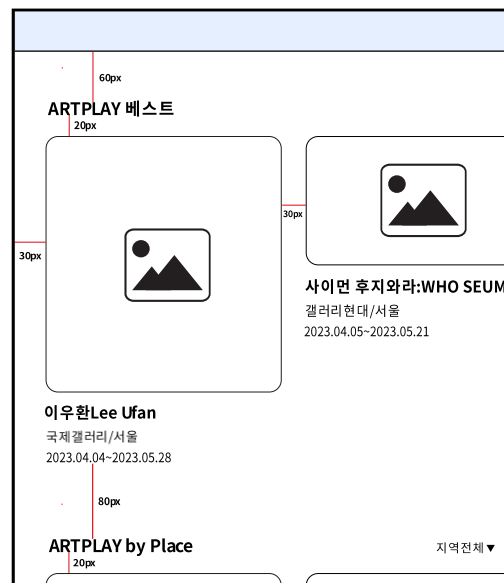 60px
ARTPLAY 베스트
20px
30px
30px
사이먼 후지와라:WHO SEUM
갤러리현대/서울
2023.04.05~2023.05.21
이우환Lee Ufan
국제갤러리/서울
2023.04.04~2023.05.28
80px
ARTPLAY by Place
지역전체▼
20px